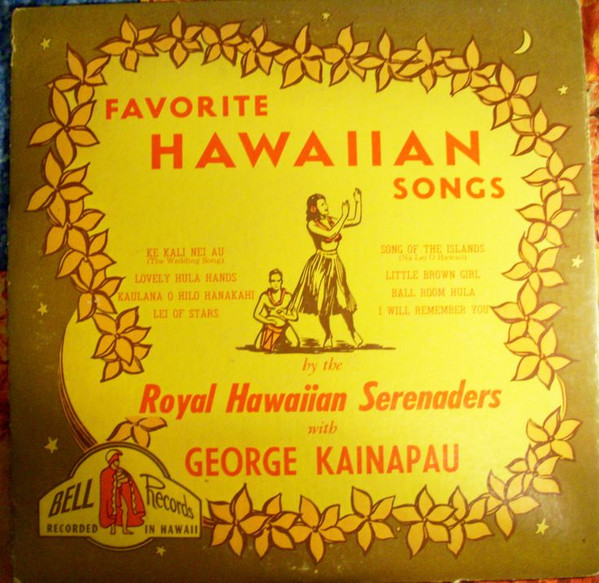 FAVORITE
HAWAIIAN
SONGS
KE KALI NEI AU
(The Wedding Song)
LOVELY HULA HANDS
KAULANA O HILO HANAKAHI
LEI OF STARS
SONG OF THE ISLANDS
(Na Lei O Hawaii)
LITTLE BROWN GIRL
BALL ROOM HULA
I WILL REMEMBER YOU
by the
Royal Hawaiian Serenaders
with
GEORGE KAINAPAU
BELL Records
RECORDED IN HAWAII